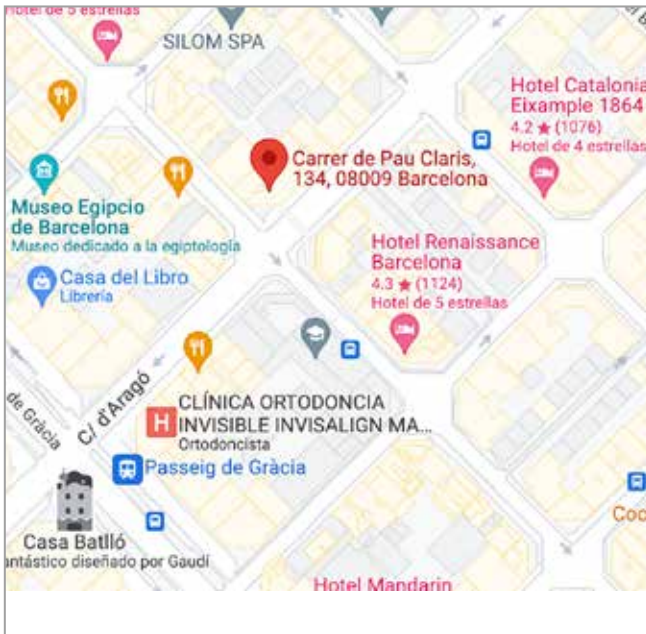 Hotel de 5 estrellas
SILOM SPA
Hotel Catalonia
Eixample 1864
4.2 ★ (1076)
Hotel de 4 estrellas
Carrer de Pau Claris,
134, 08009 Barcelona
Museo Egipcio
de Barcelona
Museo dedicado a la egiptología
Hotel Renaissance
Barcelona
4.3 ★ (1124)
Hotel de 5 estrellas
Casa del Libro
Librería
de Gràcia
C/ d'Aragó
H
CLÍNICA ORTODONCIA
INVISIBLE INVISALIGN MA...
Ortodoncista
Passeig de Gràcia
Coc
Casa Batlló
antástico diseñado por Gaudí
Hotel Mandarin